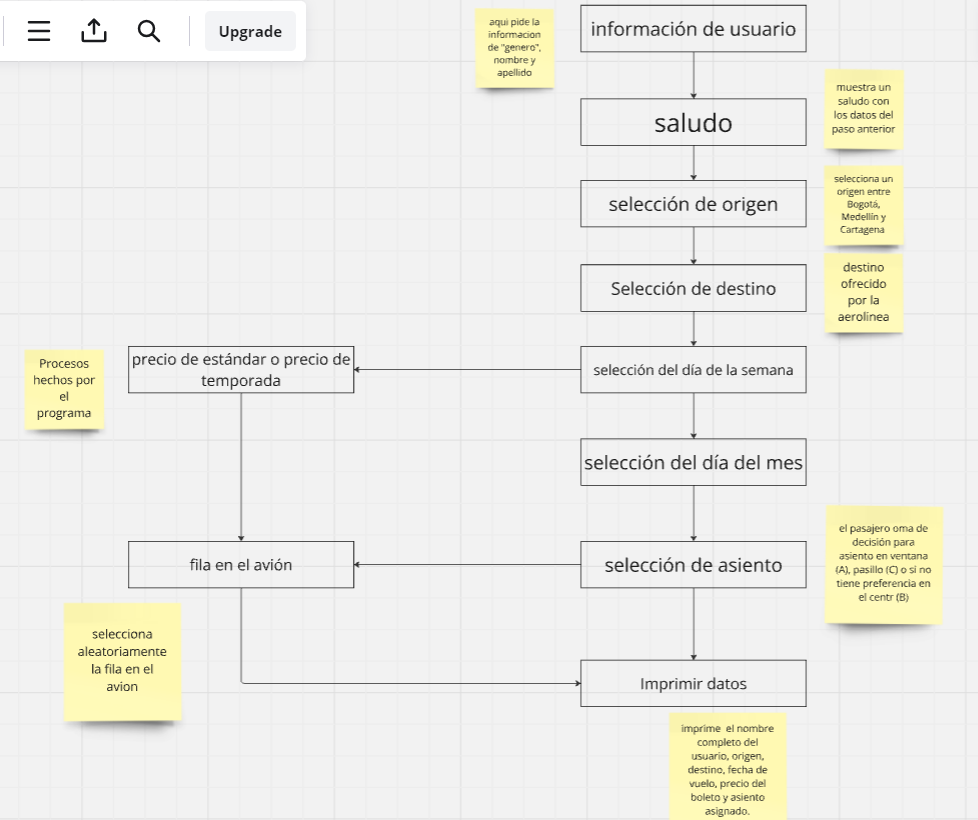 Upgrade
aqui pide la
informacion
de "genero",
nombre y
apellido
información de usuario
saludo
muestra un
saludo con
los datos del
paso anterior
selección de origen
selecciona un
origen entre
Bogotá,
Medellín y
Cartagena
Selección de destino
destino
ofrecido
por la
aerolinea
Procesos
hechos por
el
programa
precio de estándar o precio de
temporada
selección del día de la semana
selección del día del mes
fila en el avión
selección de asiento
el pasajero oma de
decisión para
asiento en ventana
(A), pasillo (C) o si no
tiene preferencia en
el centr (B)
selecciona
aleatoriamente
la fila en el
avion
Imprimir datos
imprime el nombre
completo del
usuario, origen,
destino, fecha de
vuelo, precio del
boleto y asiento
asignado.